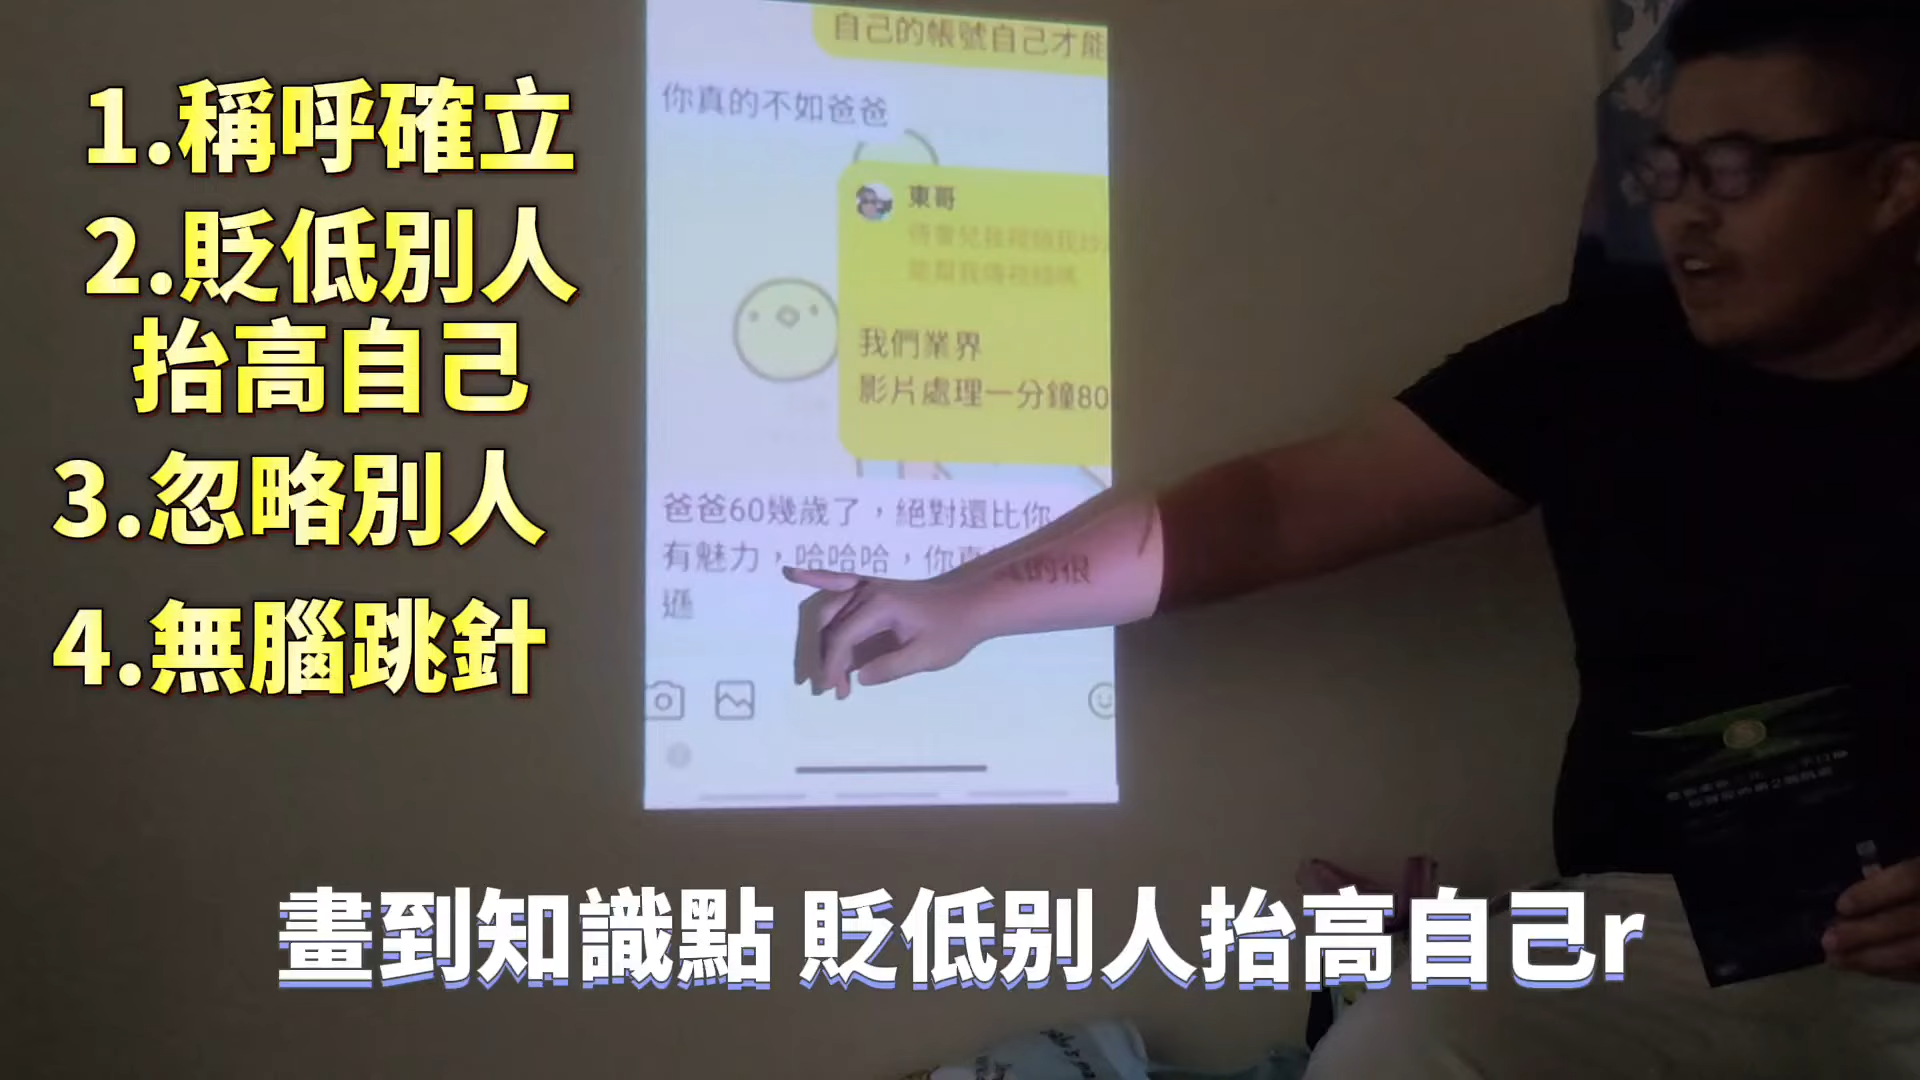 1.稱呼確立
2.貶低別人
抬高自己
3.忽略別人
4.無腦跳針
自己的帳號自己才能
你真的不如爸爸
東哥
我們業界
影片處理一分鐘80
爸爸60幾歲了，絕對還比你
有魅力，哈哈哈，你真的很
遜
畫到知識點 貶低别人抬高自己r